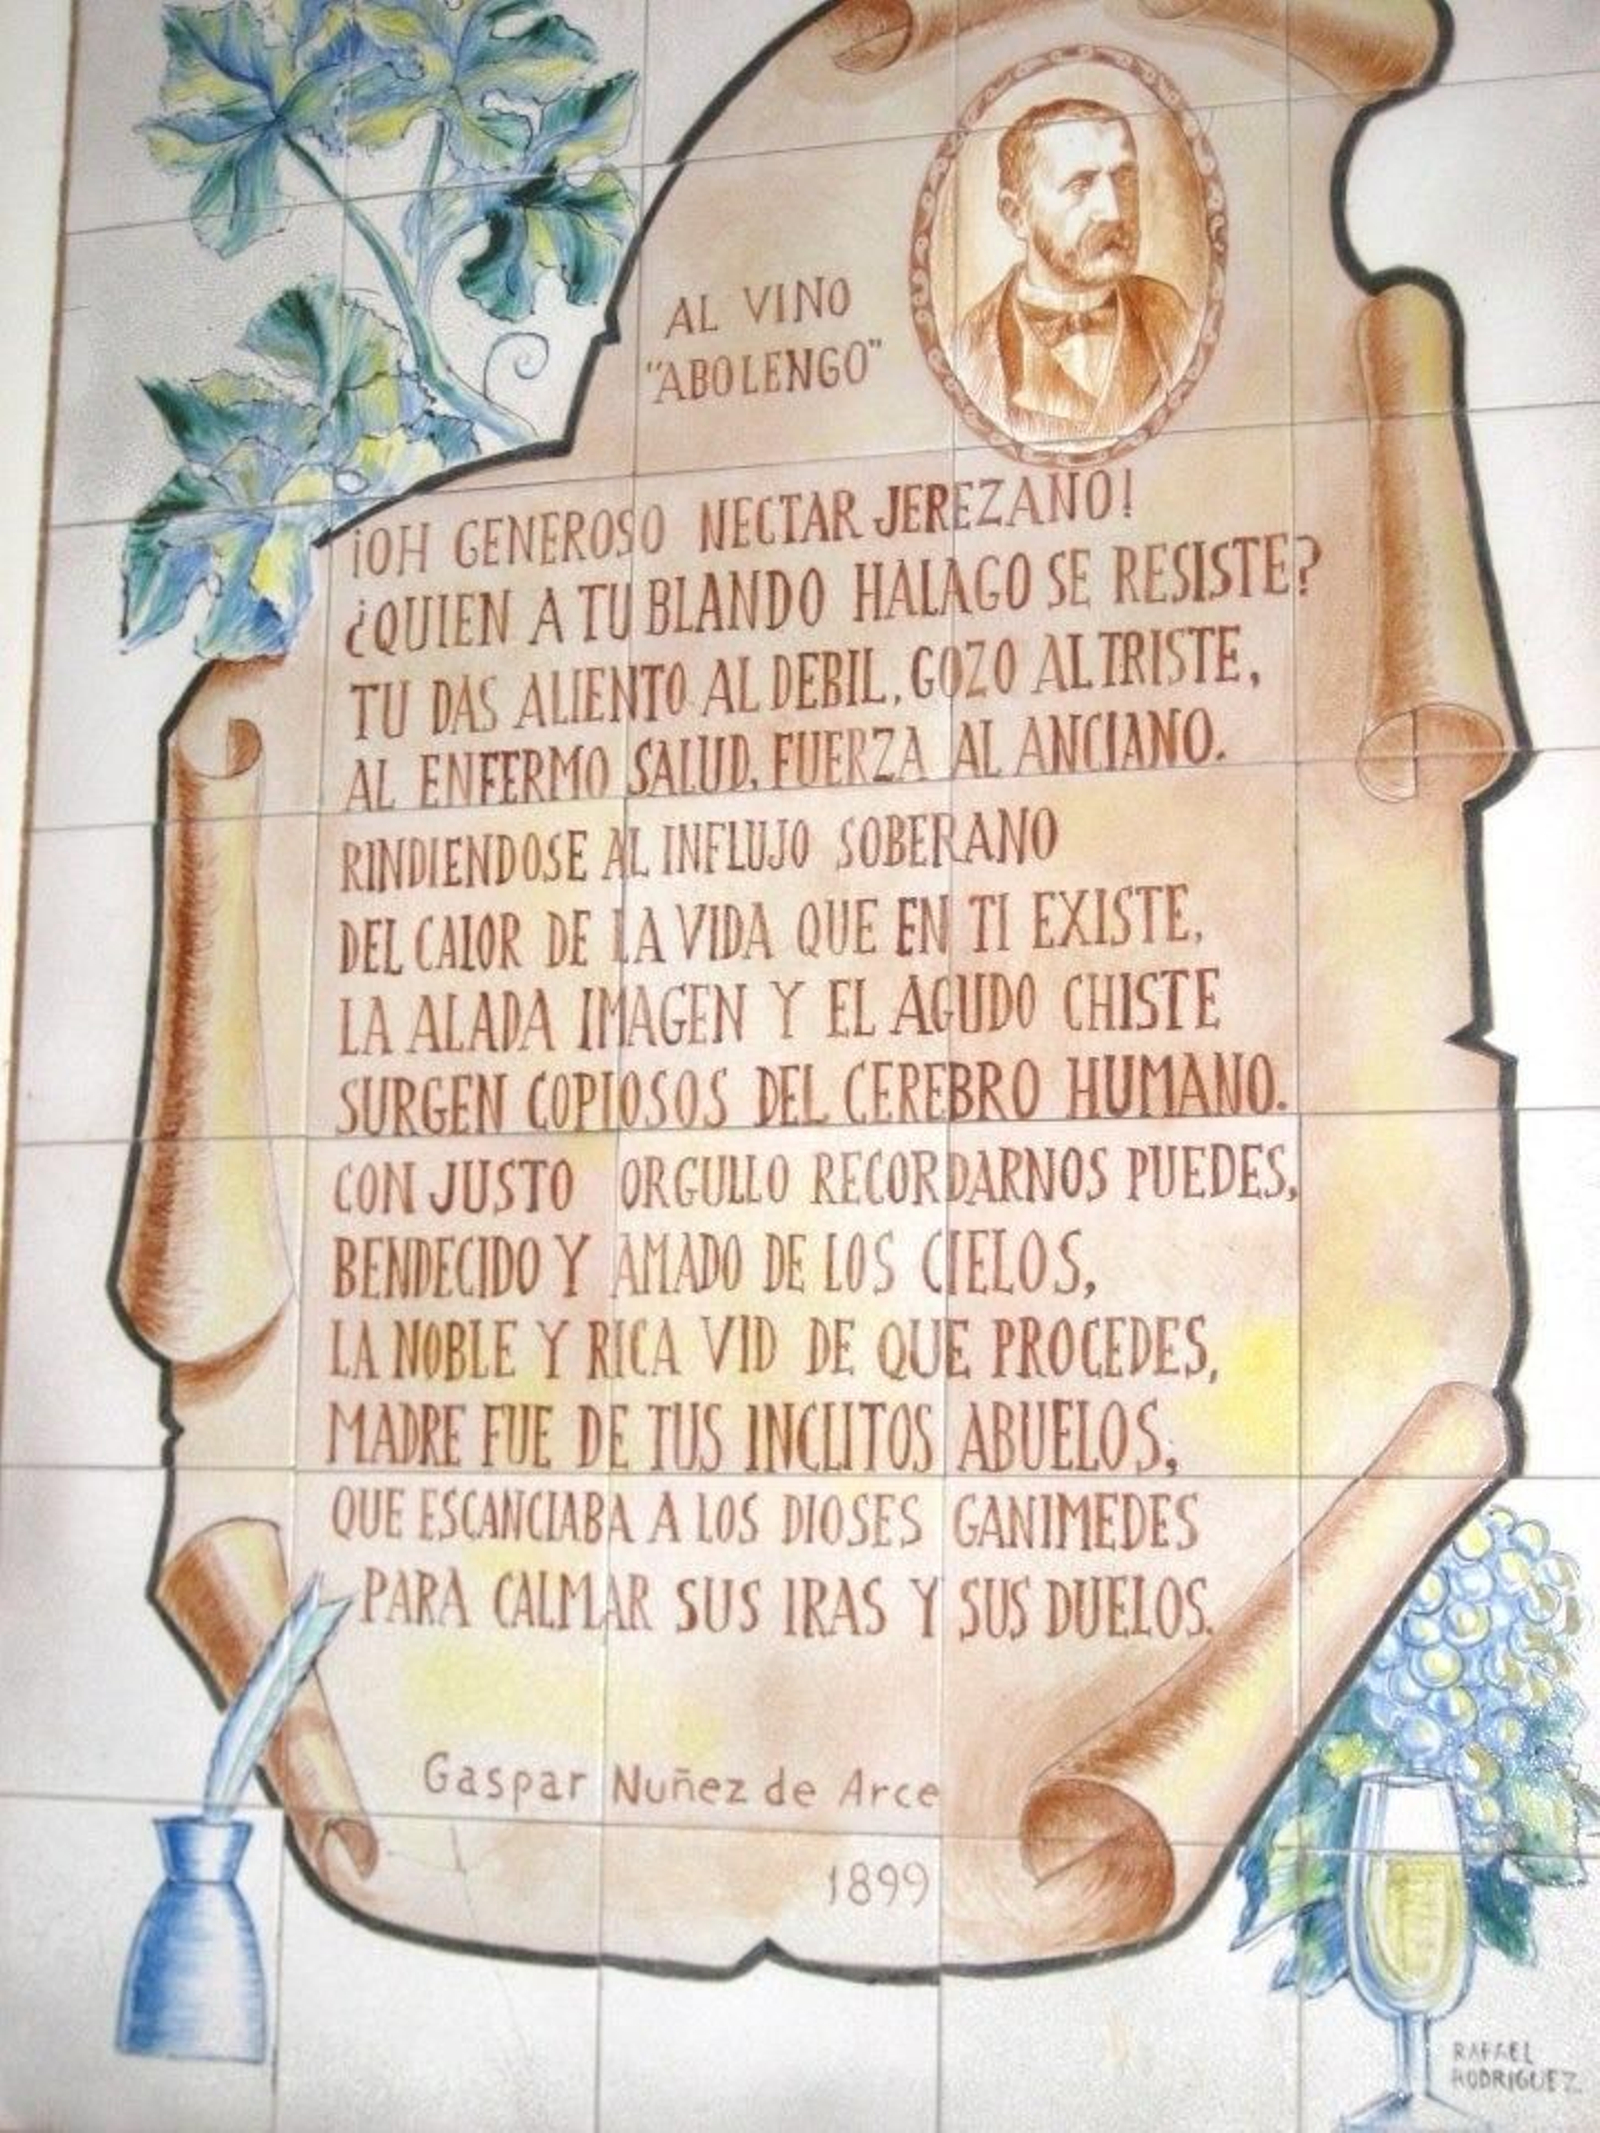 AL VINO
"ABOLENGO"
¡OH GENEROSO NECTAR JEREZANO!
¿QUIEN A TU BLANDO HALAGO SE RESISTE?
TU DAS ALIENTO AL DEBIL, GOZO AL TRISTE,
AL ENFERMO SALUD, FUERZA AL ANCIANO.
RINDIENDOSE AL INFLUJO SOBERANO
DEL CALOR DE LA VIDA QUE EN TI EXISTE,
LA ALADA IMAGEN Y EL AGUDO CHISTE
SURGEN COPIOSOS DEL CEREBRO HUMANO.
CON JUSTO ORGULLO RECORDARNOS PUEDES,
BENDECIDO Y AMADO DE LOS CIELOS,
LA NOBLE Y RICA VID DE QUE PROCEDES,
MADRE FUE DE TUS INCLITOS ABUELOS,
QUE ESCANCIABA A LOS DIOSES GANIMEDES
PARA CALMAR SUS IRAS Y SUS DUELOS.
Gaspar Nuñez de Arce
1899
RAFAEL
RODRIGUEZ